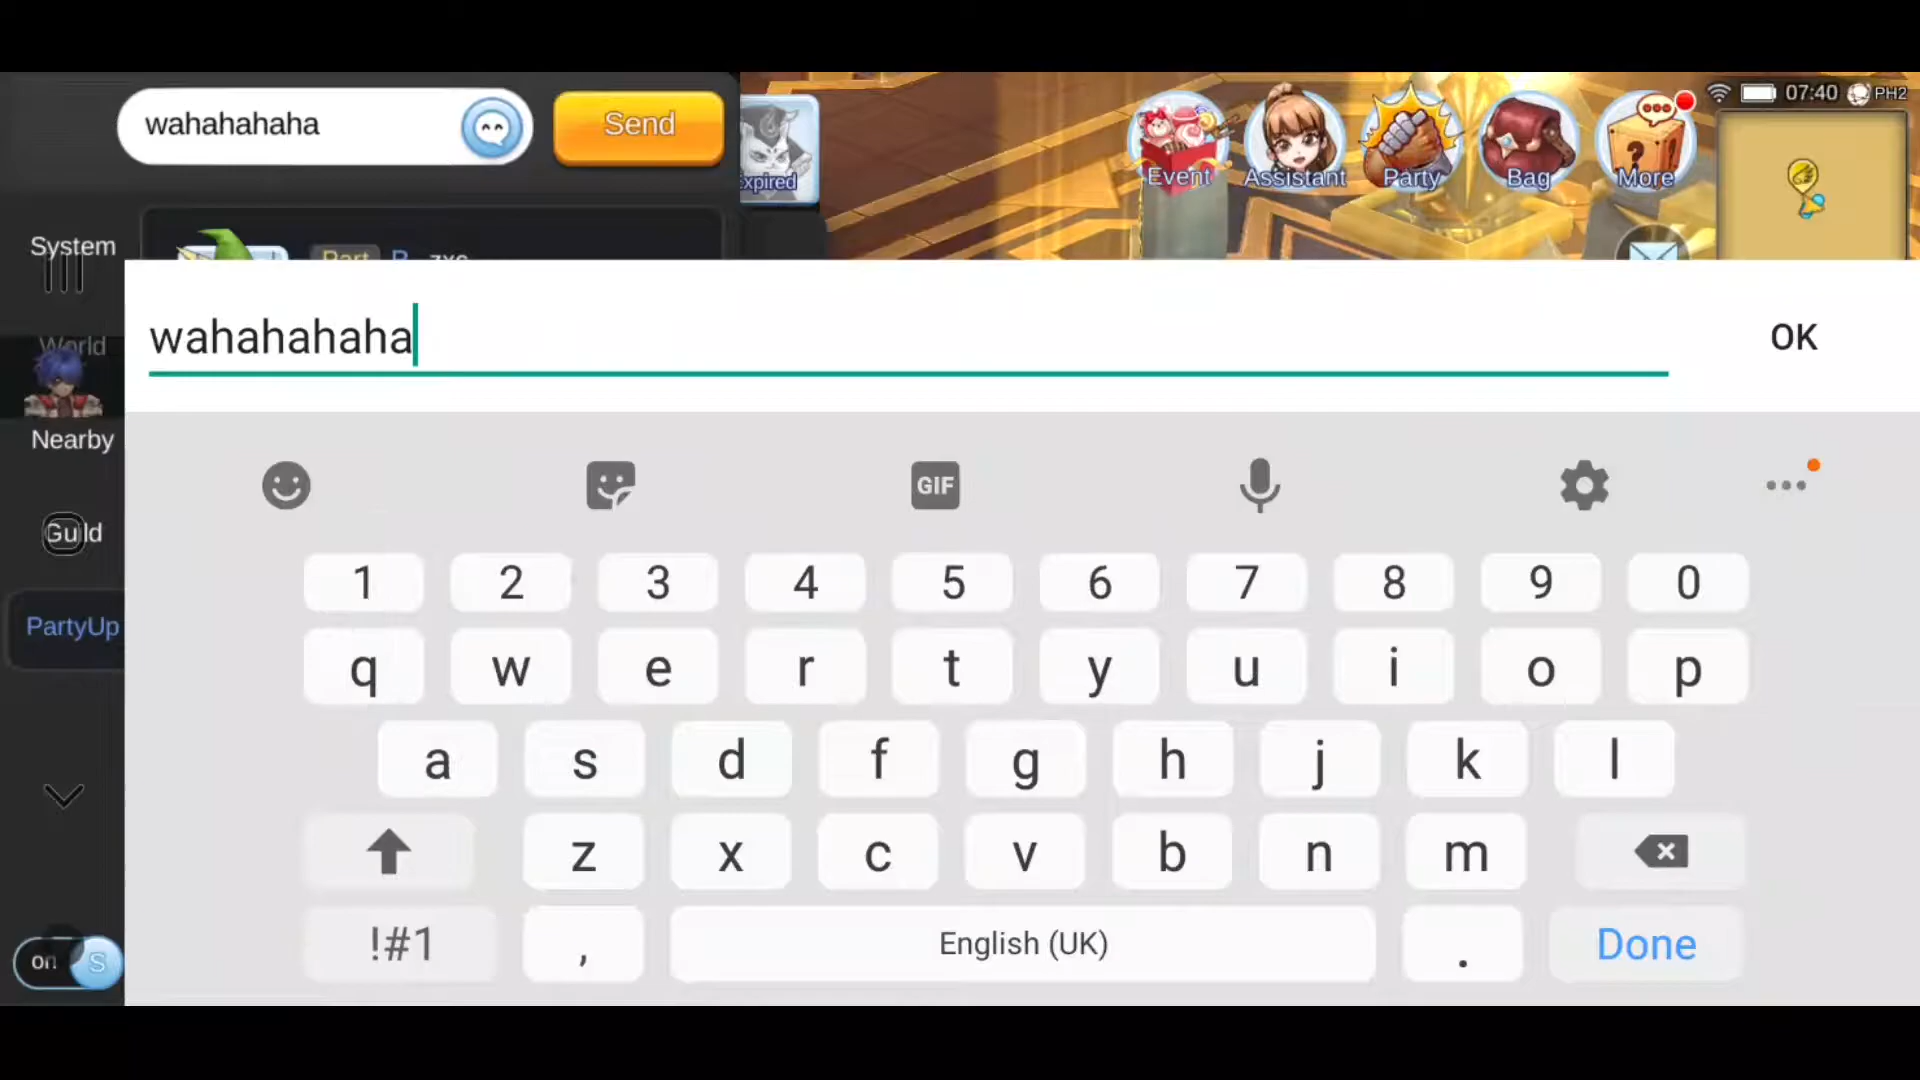 wahahahaha
Send
xpired
Event
Assistant
Party
Bag
More
07:40
PH2
System
World
Nearby
Guild
PartyUp
on
S
wahahahaha
OK
GIF
1 2 3 4 5 6 7 8 9 0
q w e r t y u i o p
a s d f g h j k l
z x c v b n m
!#1 , English (UK) . Done